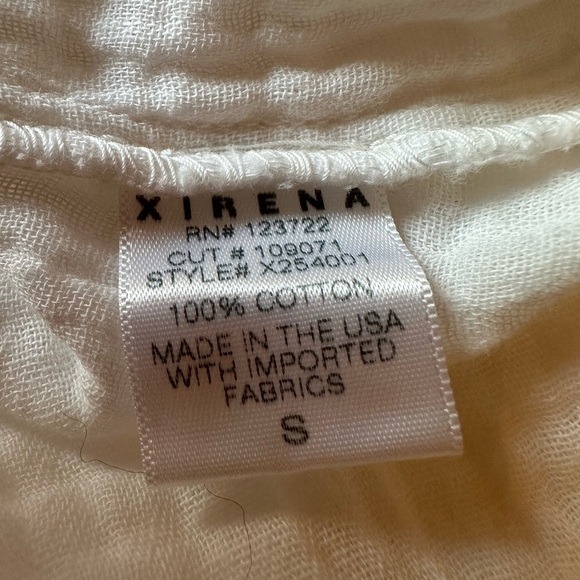 XIRENA
RN# 123722
CUT # 109071
STYLE# X254001
100% COTTON
MADE IN THE USA
WITH IMPORTED
FABRICS
S